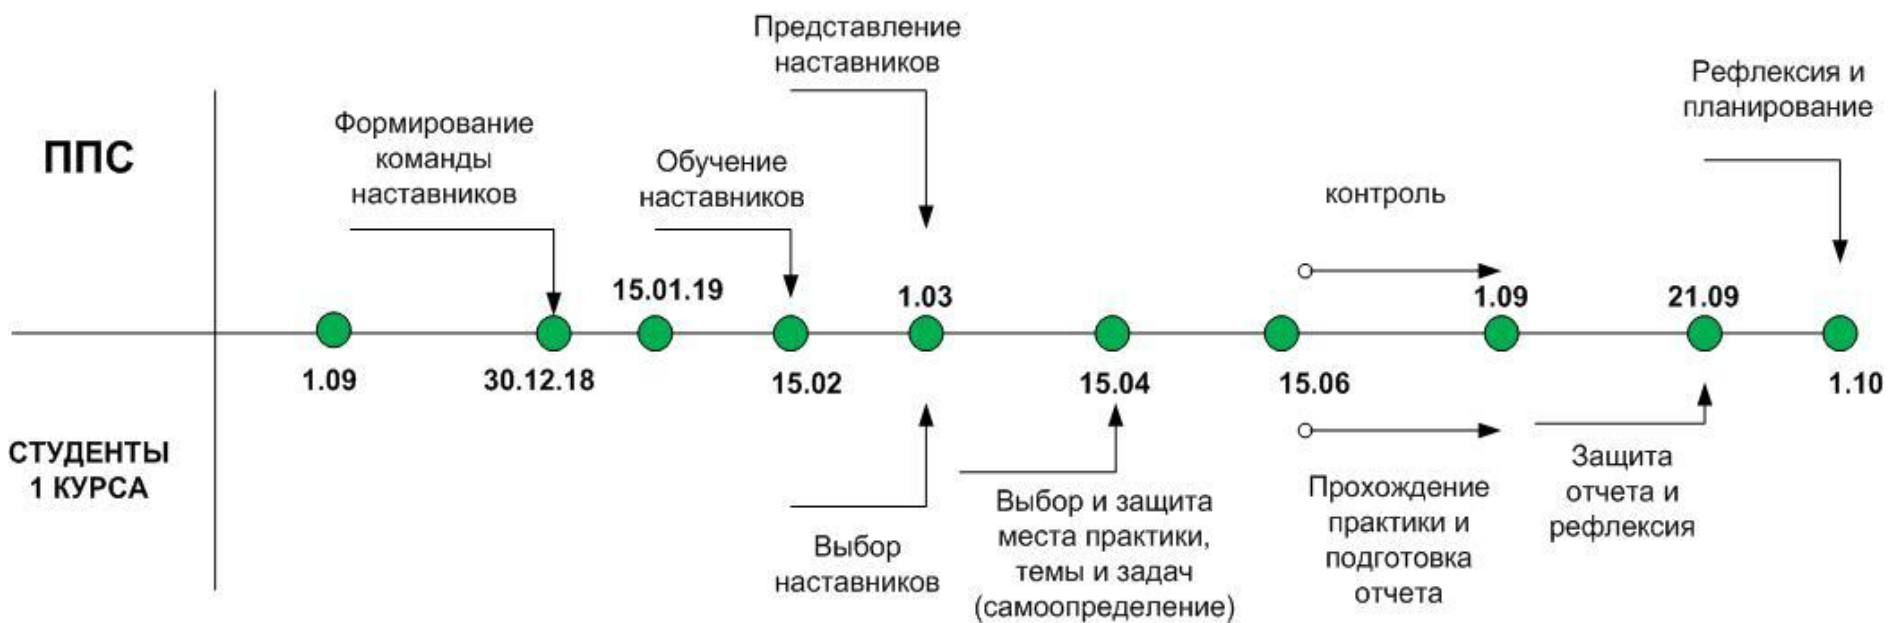 Представление
наставников
Рефлексия и
планирование
ППС
Формирование
команды
наставников
Обучение
наставников
контроль
15.01.19
1.03
1.09
21.09
1.09
30.12.18
15.02
15.04
15.06
1.10
СТУДЕНТЫ
1 КУРСА
Выбор
наставников
Выбор и защита
места практики,
темы и задач
(самоопределение)
Прохождение
практики и
подготовка
отчета
Защита
отчета и
рефлексия